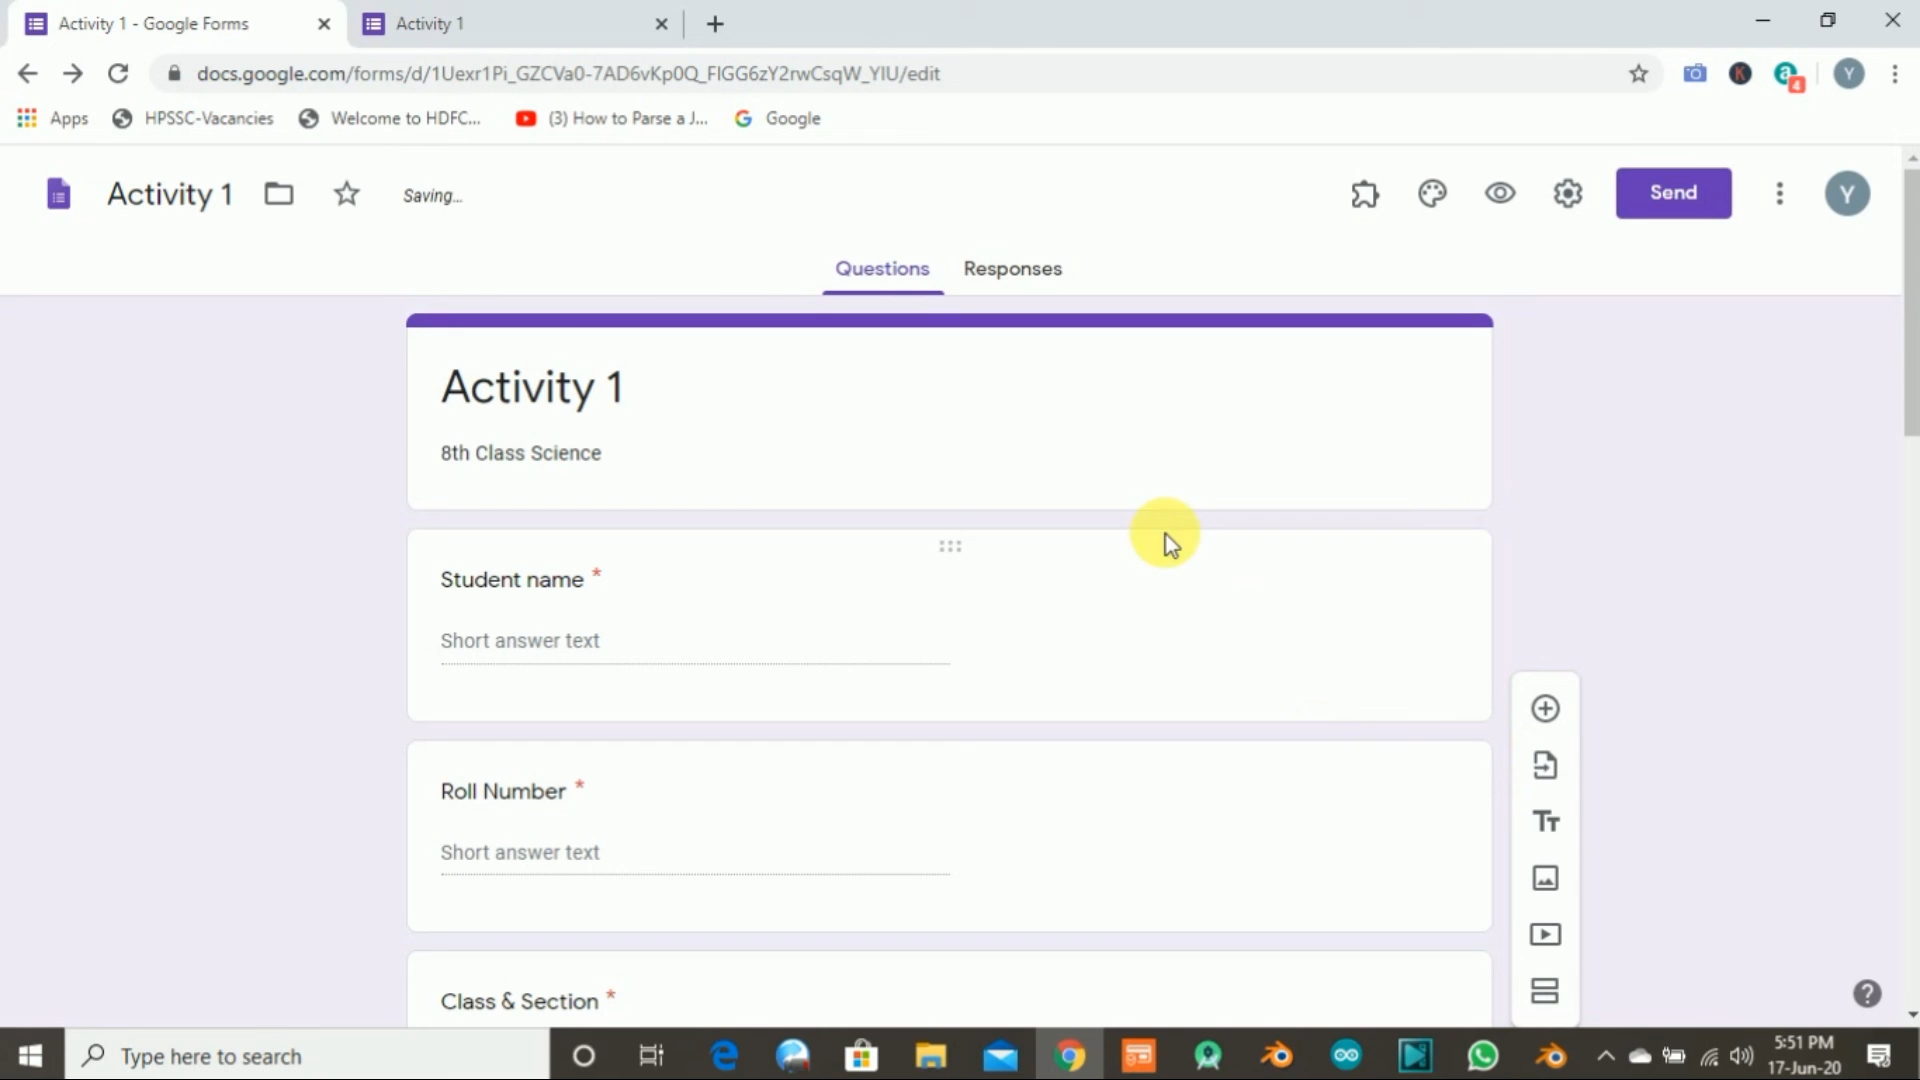 Activity 1 - Google Forms
Activity 1
docs.google.com/forms/d/1Uexr1Pi_GZCVa0-7AD6vKp0Q_FIGG6zY2rwCsqW_YlU/edit
K
a
4
Y
Apps
HPSSC-Vacancies
Welcome to HDFC...
(3) How to Parse a J...
Google
Activity 1
Saving...
Send
Y
Questions
Responses
Activity 1
8th Class Science
Student name *
Short answer text
Roll Number *
Short answer text
Class & Section *
Type here to search
5:51 PM
17-Jun-20